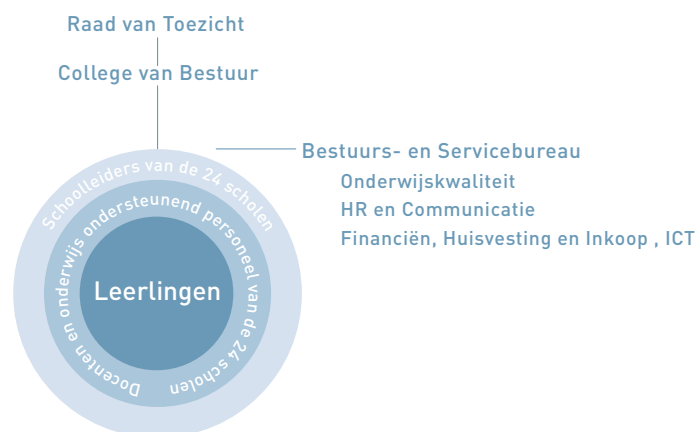 Raad van Toezicht
College van Bestuur
Bestuurs- en Servicebureau
Onderwijskwaliteit
HR en Communicatie
Financiën, Huisvesting en Inkoop , ICT
Schoolleiders van de 24 scholen
Docenten en onderwijs ondersteunend personeel van de 24 scholen
Leerlingen